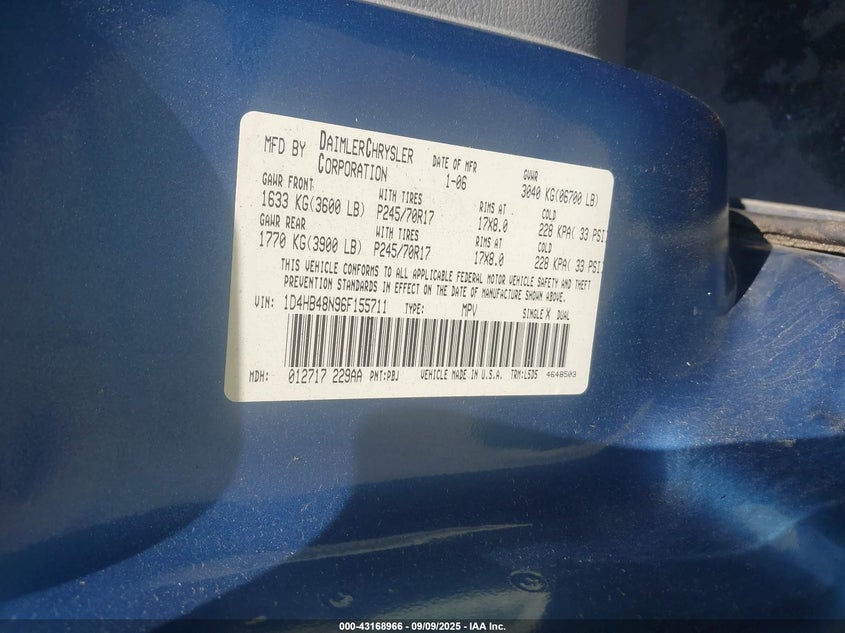 MFD BY DAIMLERCHRYSLER CORPORATION DATE OF MFR 1-06 GVWR 3040 KG(06700 LB)
GAWR FRONT WITH TIRES RIMS AT COLD
1633 KG(3600 LB) P245/70R17 17X8.0 228 KPA( 33 PSI)
GAWR REAR WITH TIRES RIMS AT COLD
1770 KG(3900 LB) P245/70R17 17X8.0 228 KPA( 33 PSI)
THIS VEHICLE CONFORMS TO ALL APPLICABLE FEDERAL MOTOR VEHICLE SAFETY AND THEFT
PREVENTION STANDARDS IN EFFECT ON THE DATE OF MANUFACTURE SHOWN ABOVE.
VIN: 1D4HB48N96F155711 TYPE: MPV SINGLE X DUAL
MDH: 012717 229AA PNT:PBJ VEHICLE MADE IN U.S.A. TRM:L5D5 4648503
000-43168966 - 09/09/2025 - IAA Inc.